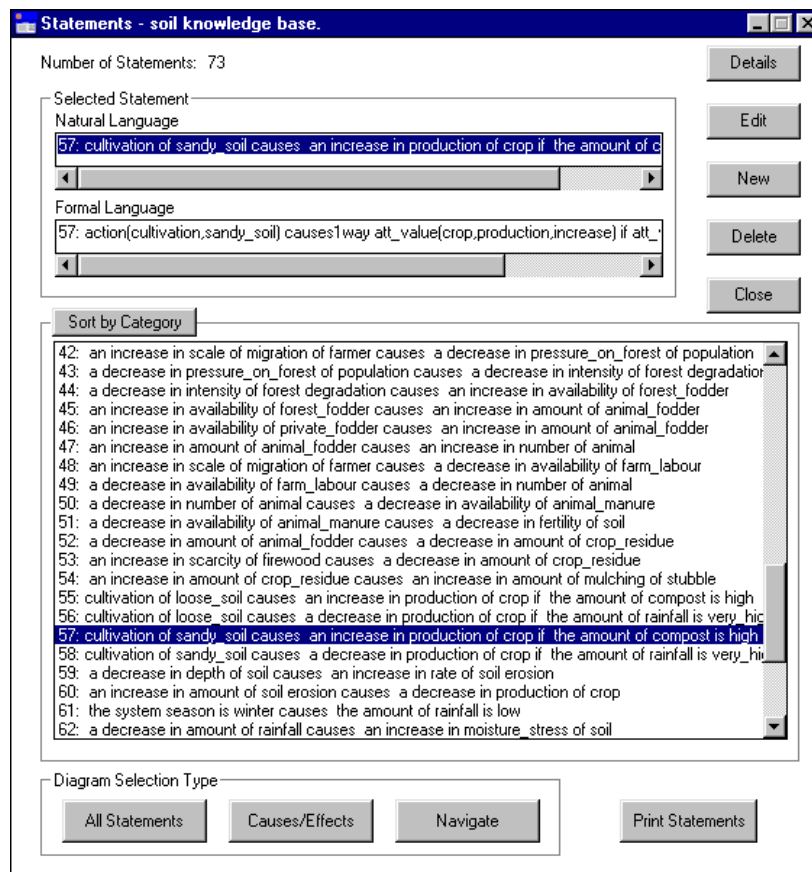 Statements - soil knowledge base.
Number of Statements: 73
Details
Selected Statement
Natural Language
57: cultivation of sandy_soil causes an increase in production of crop if the amount of c
Edit
New
Formal Language
57: action(cultivation,sandy_soil) causes1way att_value(crop,production,increase) if att_
Delete
Close
Sort by Category
42: an increase in scale of migration of farmer causes a decrease in pressure_on_forest of population
43: a decrease in pressure_on_forest of population causes a decrease in intensity of forest degradation
44: a decrease in intensity of forest degradation causes an increase in availability of forest_fodder
45: an increase in availability of forest_fodder causes an increase in amount of animal_fodder
46: an increase in availability of private_fodder causes an increase in amount of animal_fodder
47: an increase in amount of animal_fodder causes an increase in number of animal
48: an increase in scale of migration of farmer causes a decrease in availability of farm_labour
49: a decrease in availability of farm_labour causes a decrease in number of animal
50: a decrease in number of animal causes a decrease in availability of animal_manure
51: a decrease in availability of animal_manure causes a decrease in fertility of soil
52: a decrease in amount of animal_fodder causes a decrease in amount of crop_residue
53: an increase in scarcity of firewood causes a decrease in amount of crop_residue
54: an increase in amount of crop_residue causes an increase in amount of mulching of stubble
55: cultivation of loose_soil causes an increase in production of crop if the amount of compost is high
56: cultivation of loose_soil causes a decrease in production of crop if the amount of rainfall is very_hig
57: cultivation of sandy_soil causes an increase in production of crop if the amount of compost is high
58: cultivation of sandy_soil causes a decrease in production of crop if the amount of rainfall is very_hig
59: a decrease in depth of soil causes an increase in rate of soil erosion
60: an increase in amount of soil erosion causes a decrease in production of crop
61: the system season is winter causes the amount of rainfall is low
62: a decrease in amount of rainfall causes an increase in moisture_stress of soil
Diagram Selection Type
All Statements
Causes/Effects
Navigate
Print Statements